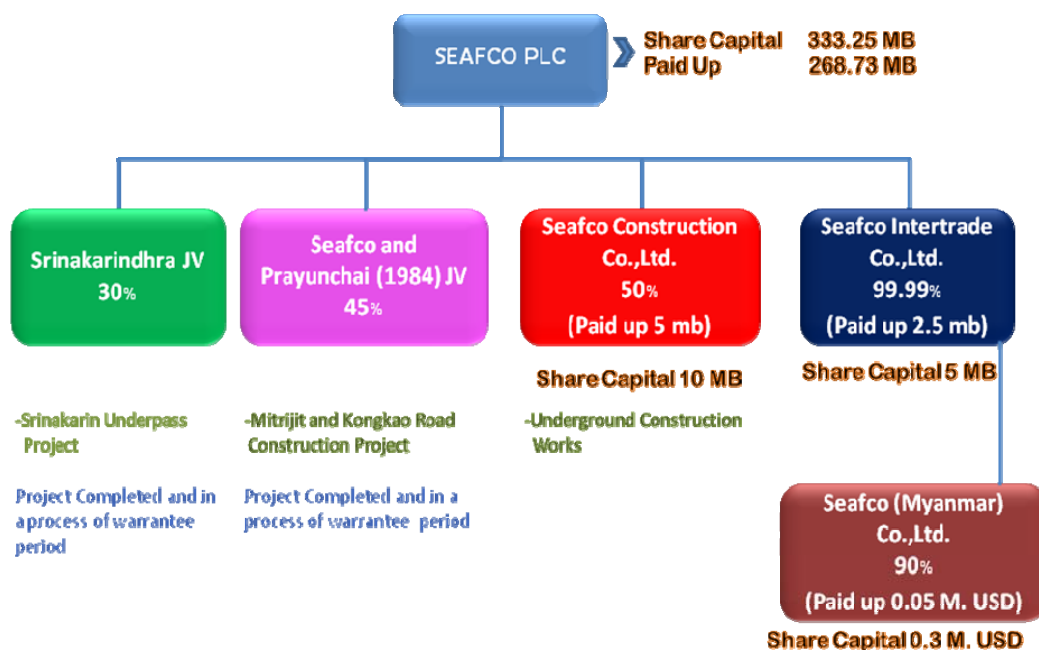 SEAFCO PLC
Share Capital 333.25 MB
Paid Up 268.73 MB
Srinakarindhra JV
30%
Seafco and
Prayunchai (1984) JV
45%
Seafco Construction
Co.,Ltd.
50%
(Paid up 5 mb)
Seafco Intertrade
Co.,Ltd.
99.99%
(Paid up 2.5 mb)
Share Capital 10 MB
Share Capital 5 MB
-Srinakarin Underpass
Project
-Mitrijit and Kongkao Road
Construction Project
-Underground Construction
Works
Project Completed and in
a process of warrantee
period
Project Completed and in a
process of warrantee period
Seafco (Myanmar)
Co.,Ltd.
90%
(Paid up 0.05 M. USD)
Share Capital 0.3 M. USD